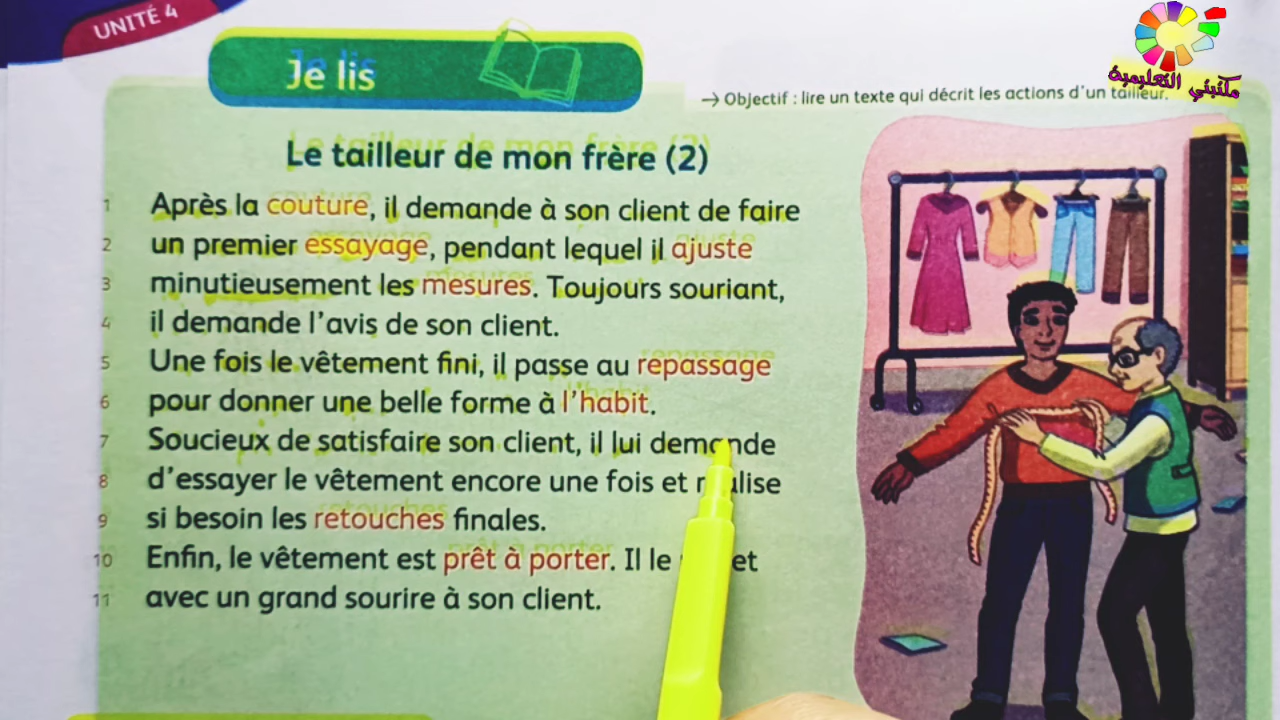 UNITÉ 4
Je lis
→ Objectif : lire un texte qui décrit les actions d'un tailleur.
مكتبتي التعليمية
Le tailleur de mon frère (2)
1 Après la couture, il demande à son client de faire
2 un premier essayage, pendant lequel il ajuste
3 minutieusement les mesures. Toujours souriant,
4 il demande l'avis de son client.
5 Une fois le vêtement fini, il passe au repassage
6 pour donner une belle forme à l'habit.
7 Soucieux de satisfaire son client, il lui demande
8 d'essayer le vêtement encore une fois et
9 si besoin les retouches finales.
10 Enfin, le vêtement est prêt à porter. Il le
11 avec un grand sourire à son client.